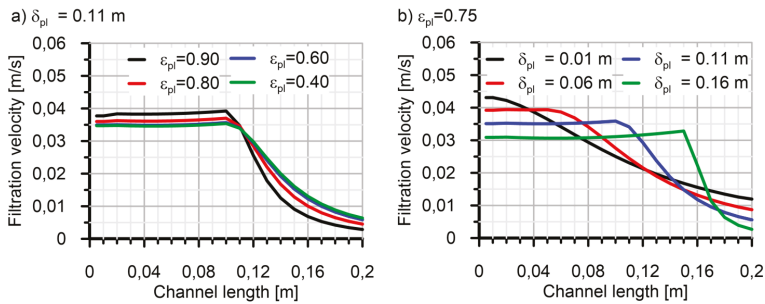 a) δpl = 0.11 m
b) εpl=0.75
0,06
0,05
0,04
0,03
0,02
0,01
0
Filtration velocity [m/s]
εpl=0.90
εpl=0.60
εpl=0.80
εpl=0.40
0
0,04
0,08
0,12
0,16
0,2
Channel length [m]
0,06
0,05
0,04
0,03
0,02
0,01
0
Filtration velocity [m/s]
δpl = 0.01 m
δpl = 0.11 m
δpl = 0.06 m
δpl = 0.16 m
0
0,04
0,08
0,12
0,16
0,2
Channel length [m]